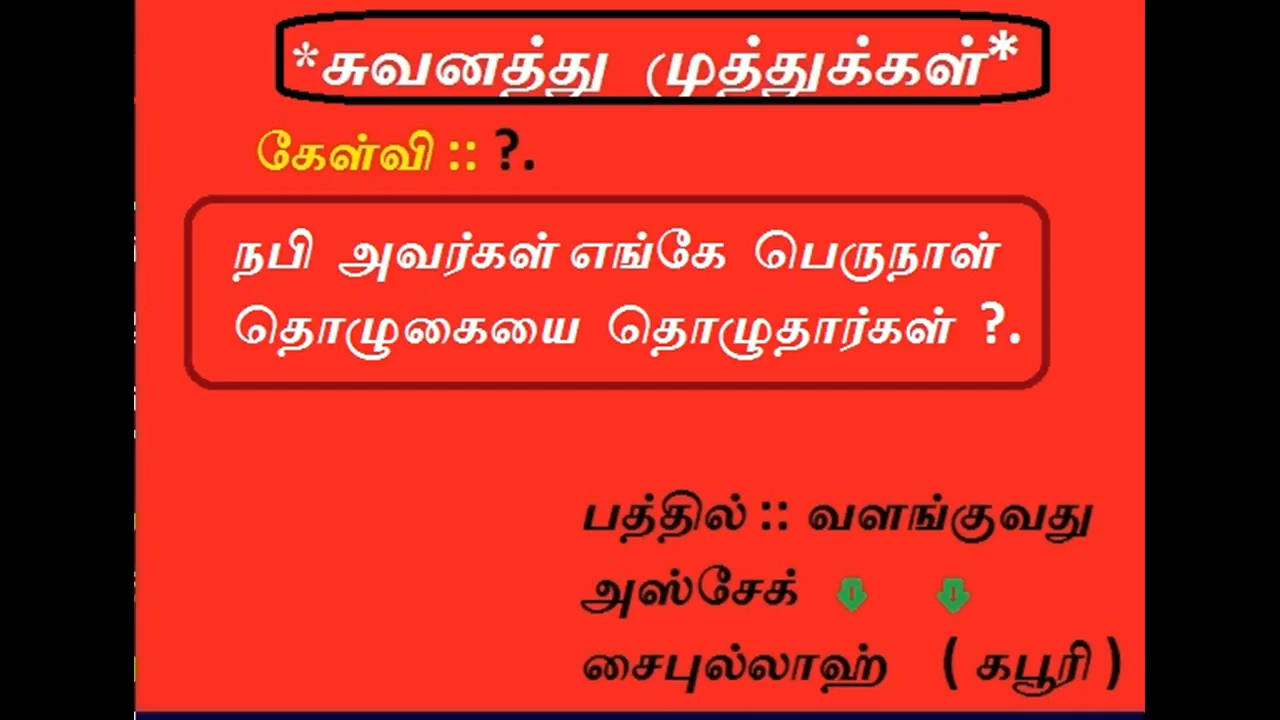 *சுவனத்து முத்துக்கள்*
கேள்வி :: ?.
நபி அவர்கள் எங்கே பெருநாள்
தொழுகையை தொழுதார்கள் ?.
பத்தில் :: வளங்குவது
அஸ்சேக்
சைபுல்லாஹ் ( கபூரி )